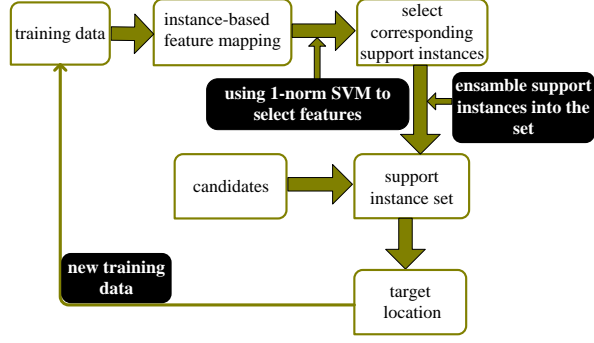 training data
instance-based
feature mapping
select
corresponding
support instances
using 1-norm SVM to
select features
ensamble support
instances into the
set
candidates
support
instance set
new training
data
target
location